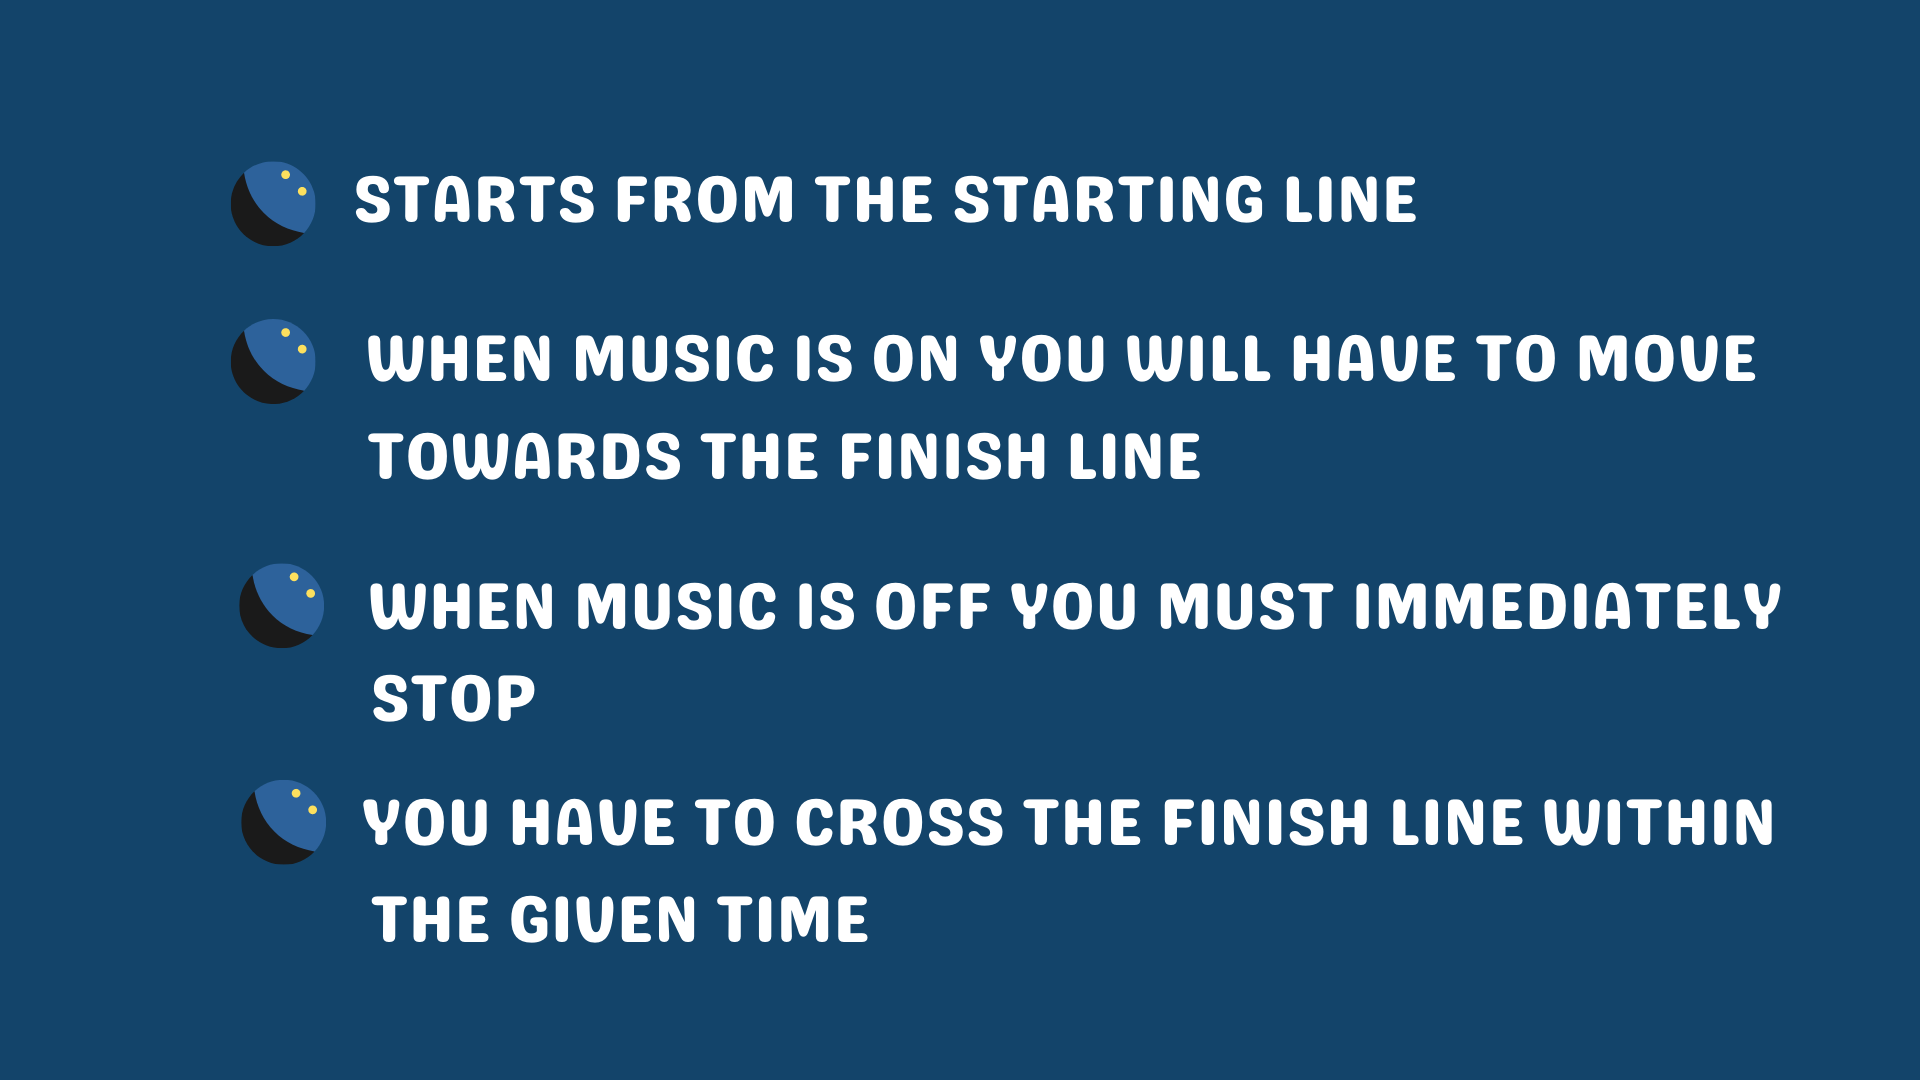 STARTS FROM THE STARTING LINE
WHEN MUSIC IS ON YOU WILL HAVE TO MOVE
TOWARDS THE FINISH LINE
WHEN MUSIC IS OFF YOU MUST IMMEDIATELY
STOP
YOU HAVE TO CROSS THE FINISH LINE WITHIN
THE GIVEN TIME